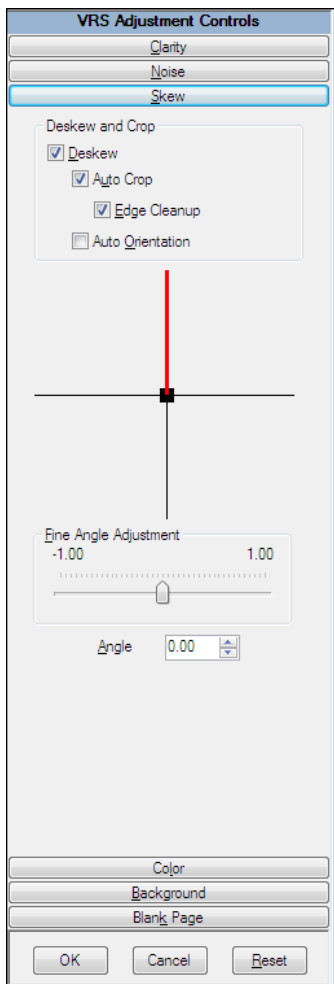 VRS Adjustment Controls
Clarity
Noise
Skew
Deskew and Crop
Deskew
Auto Crop
Edge Cleanup
Auto Orientation
Fine Angle Adjustment
-1.00 1.00
Angle 0.00
Color
Background
Blank Page
OK Cancel Reset